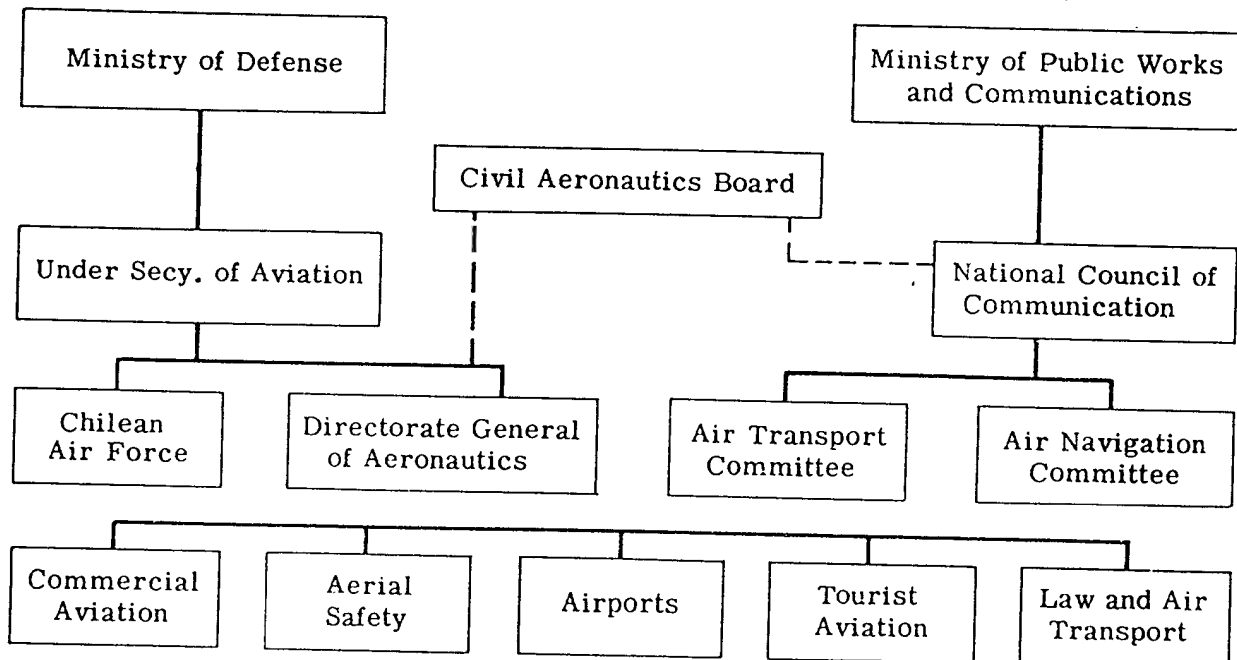 Ministry of Defense
Ministry of Public Works
and Communications
Civil Aeronautics Board
Under Secy. of Aviation
National Council of
Communication
Chilean
Air Force
Directorate General
of Aeronautics
Air Transport
Committee
Air Navigation
Committee
Commercial
Aviation
Aerial
Safety
Airports
Tourist
Aviation
Law and Air
Transport